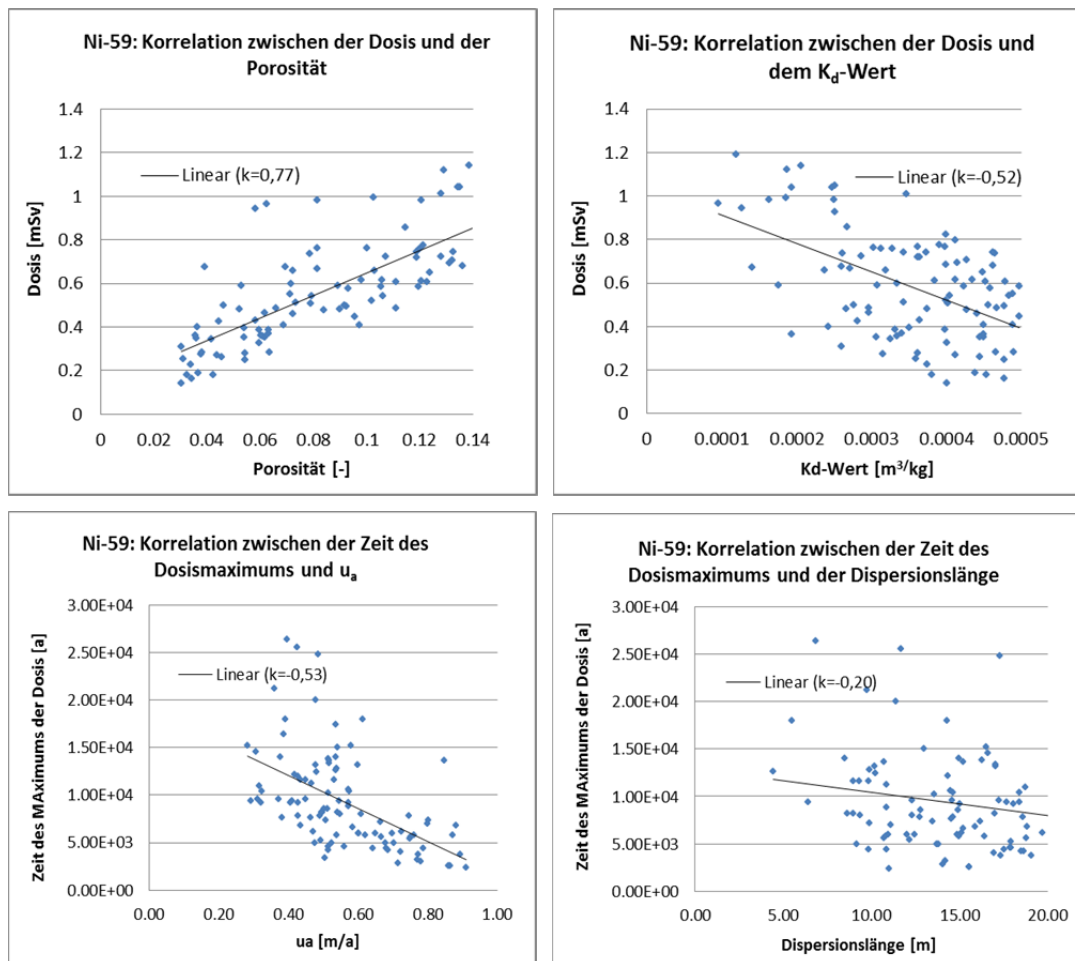 Ni-59: Korrelation zwischen der Dosis und der
Porosität
Dosis [mSv]
1.4
1.2
1
0.8
0.6
0.4
0.2
0
Linear (k=0,77)
0
0.02
0.04
0.06
0.08
0.1
0.12
0.14
Porosität [-]
Ni-59: Korrelation zwischen der Dosis und
dem Kd-Wert
Dosis [mSv]
1.4
1.2
1
0.8
0.6
0.4
0.2
0
Linear (k=-0,52)
0
0.0001
0.0002
0.0003
0.0004
0.0005
Kd-Wert [m³/kg]
Ni-59: Korrelation zwischen der Zeit des
Dosismaximums und ua
Zeit des MAximums der Dosis [a]
3.00E+04
2.50E+04
2.00E+04
1.50E+04
1.00E+04
5.00E+03
0.00E+00
Linear (k=-0,53)
0.00
0.20
0.40
0.60
0.80
1.00
ua [m/a]
Ni-59: Korrelation zwischen der Zeit des
Dosismaximums und der Dispersionslänge
Zeit des MAximums der Dosis [a]
3.00E+04
2.50E+04
2.00E+04
1.50E+04
1.00E+04
5.00E+03
0.00E+00
Linear (k=-0,20)
0.00
5.00
10.00
15.00
20.00
Dispersionslänge [m]